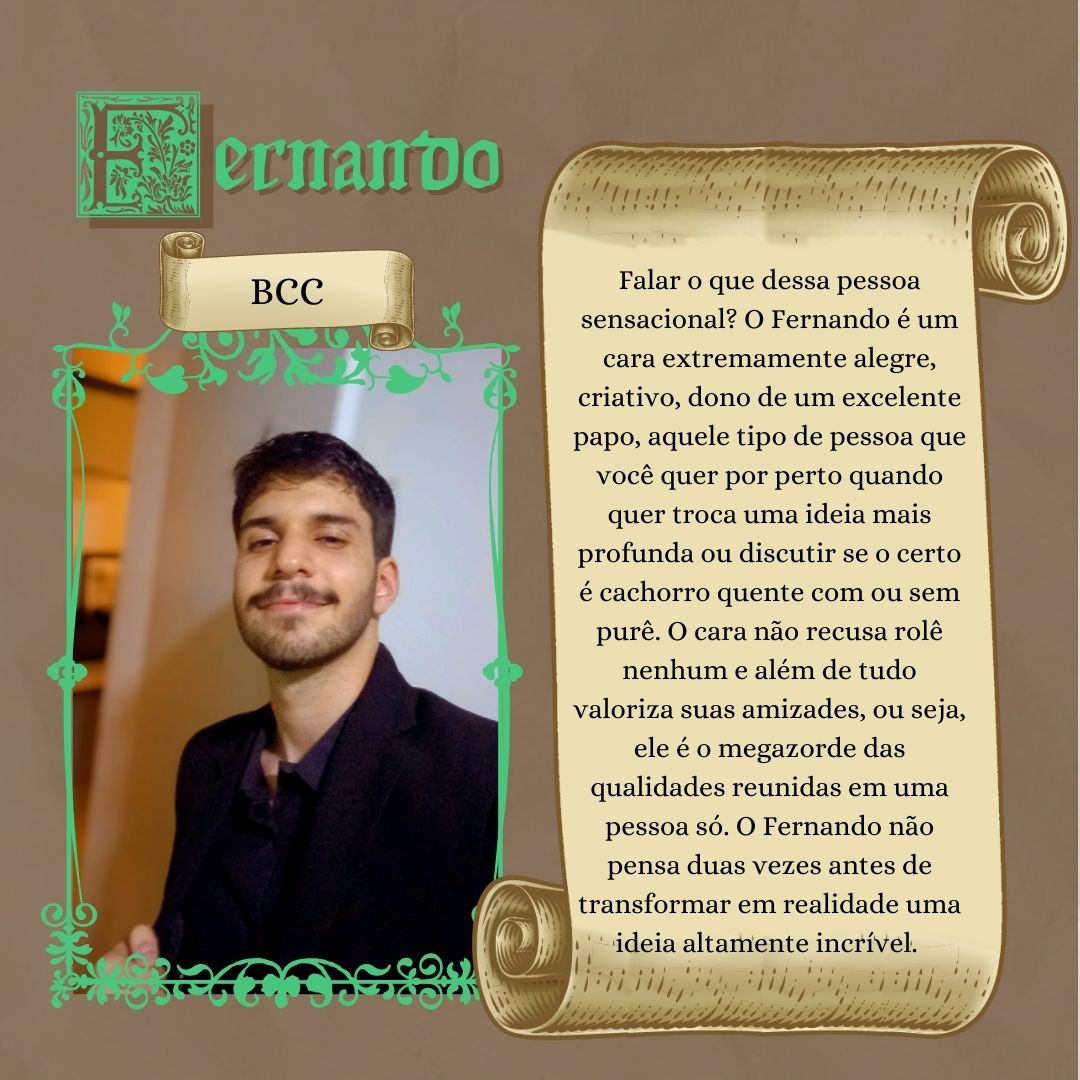 Fernando
BCC
Falar o que dessa pessoa
sensacional? O Fernando é um
cara extremamente alegre,
criativo, dono de um excelente
papo, aquele tipo de pessoa que
você quer por perto quando
quer troca uma ideia mais
profunda ou discutir se o certo
é cachorro quente com ou sem
purê. O cara não recusa rolê
nenhum e além de tudo
valoriza suas amizades, ou seja,
ele é o megazorde das
qualidades reunidas em uma
pessoa só. O Fernando não
pensa duas vezes antes de
transformar em realidade uma
ideia altamente incrível.